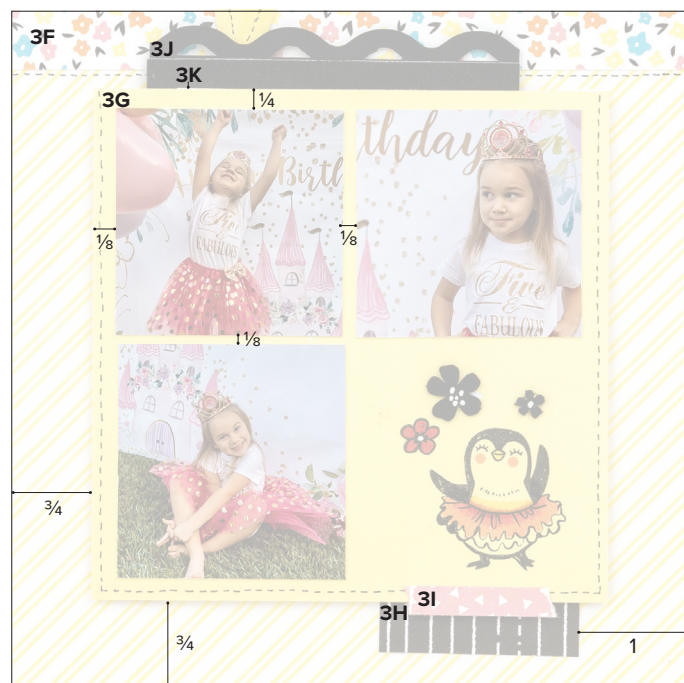 3F
3J
3K
3G
¼
Birth
thday
⅛
⅛
Five
&
FABULOUS
Five
&
FABULOUS
⅛
¾
3H
3I
¾
1